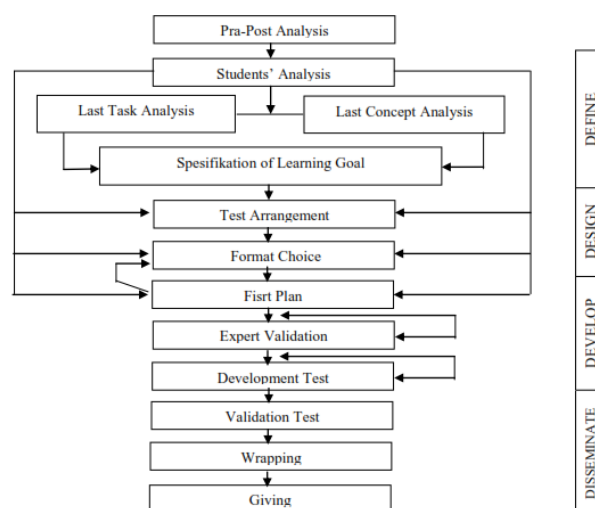 Pra-Post Analysis
Students' Analysis
Last Task Analysis
Last Concept Analysis
Spesifikation of Learning Goal
Test Arrangement
Format Choice
Fisrt Plan
Expert Validation
Development Test
Validation Test
Wrapping
Giving
DEFINE
DESIGN
DEVELOP
DISSEMINATE